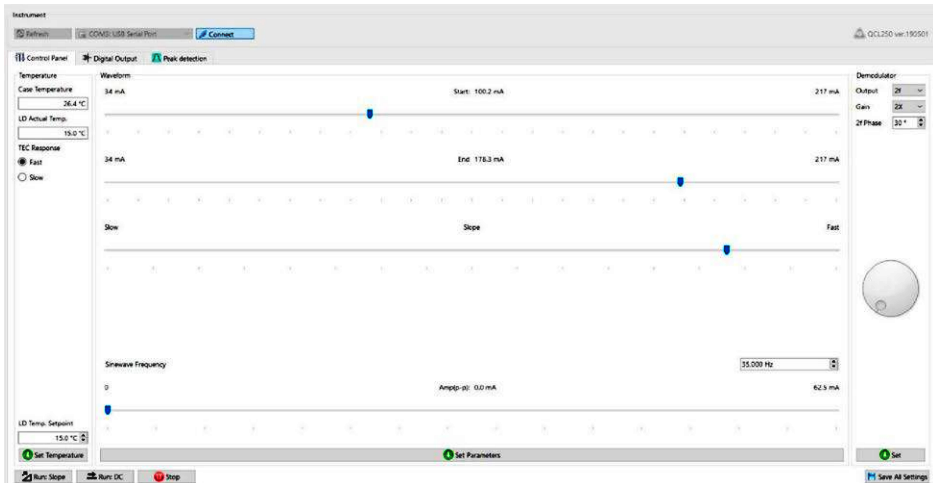 Instrument
Refresh COM3: USB Serial Port Connect QCL250 ver.190501
Control Panel Digital Output Peak detection
Temperature
Case Temperature
26.4 °C
LD Actual Temp.
15.0 °C
TEC Response
Fast
Slow
LD Temp. Setpoint
15.0 °C
Set Temperature
Waveform
34 mA Start: 100.2 mA 217 mA
34 mA End 176.3 mA 217 mA
Slow Slope Fast
Sinewave Frequency 35.000 Hz
0 Amp(p-p): 0.0 mA 62.5 mA
Set Parameters
Demodulator
Output 2f
Gain 2X
2f Phase 30 °
Set
Run: Slope Run: DC Stop Save All Settings